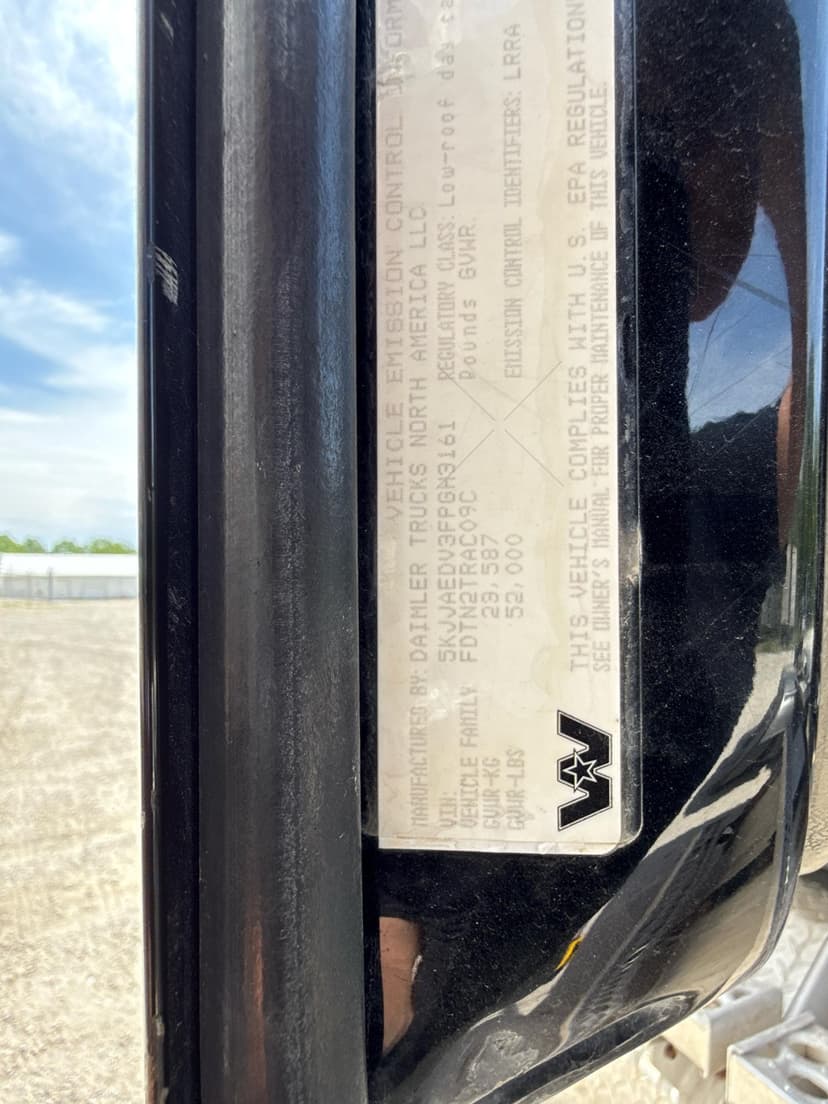 VEHICLE EMISSION CONTROL INFORM
MANUFACTURED BY: DAIMLER TRUCKS NORTH AMERICA LLC
VIN: 5KJJAEDV3FPGM3161 REGULATORY CLASS: Low-roof day ca
VEHICLE FAMILY FDTN2TRAC09C Pounds GVWR.
GVWR-KG 23,587
GVWR-LBS 52,000 EMISSION CONTROL IDENTIFIERS: LRRA
THIS VEHICLE COMPLIES WITH U.S. EPA REGULATION
SEE OWNER'S MANUAL FOR PROPER MAINTENANCE OF THIS VEHICLE.